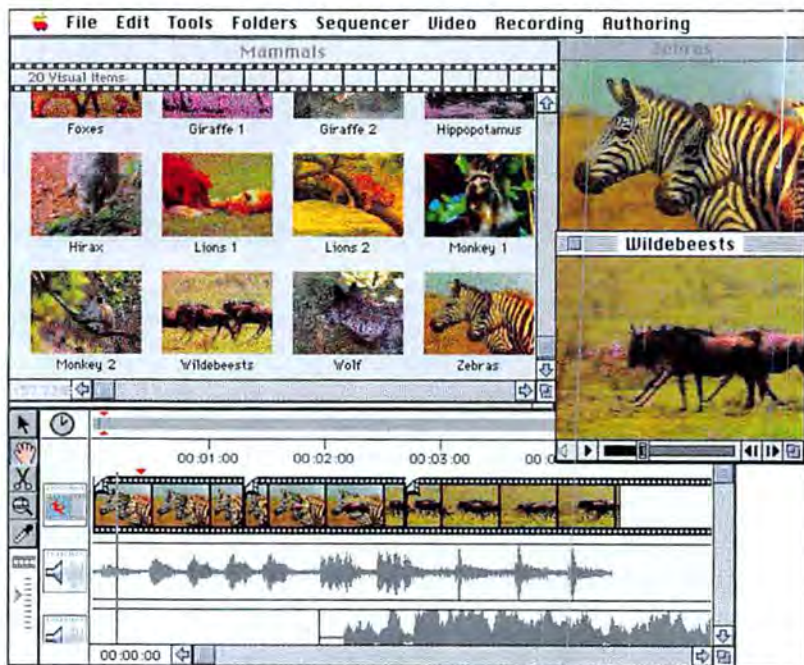 File Edit Tools Folders Sequencer Video Recording Authoring
Mammals
20 Visual Items
Foxes Giraffe 1 Giraffe 2 Hippopotamus
Hirax Lions 1 Lions 2 Monkey 1
Monkey 2 Wildebeests Wolf Zebras
Zebras
Wildebeests
00:01:00 00:02:00 00:03:00 00:0
00:00:00